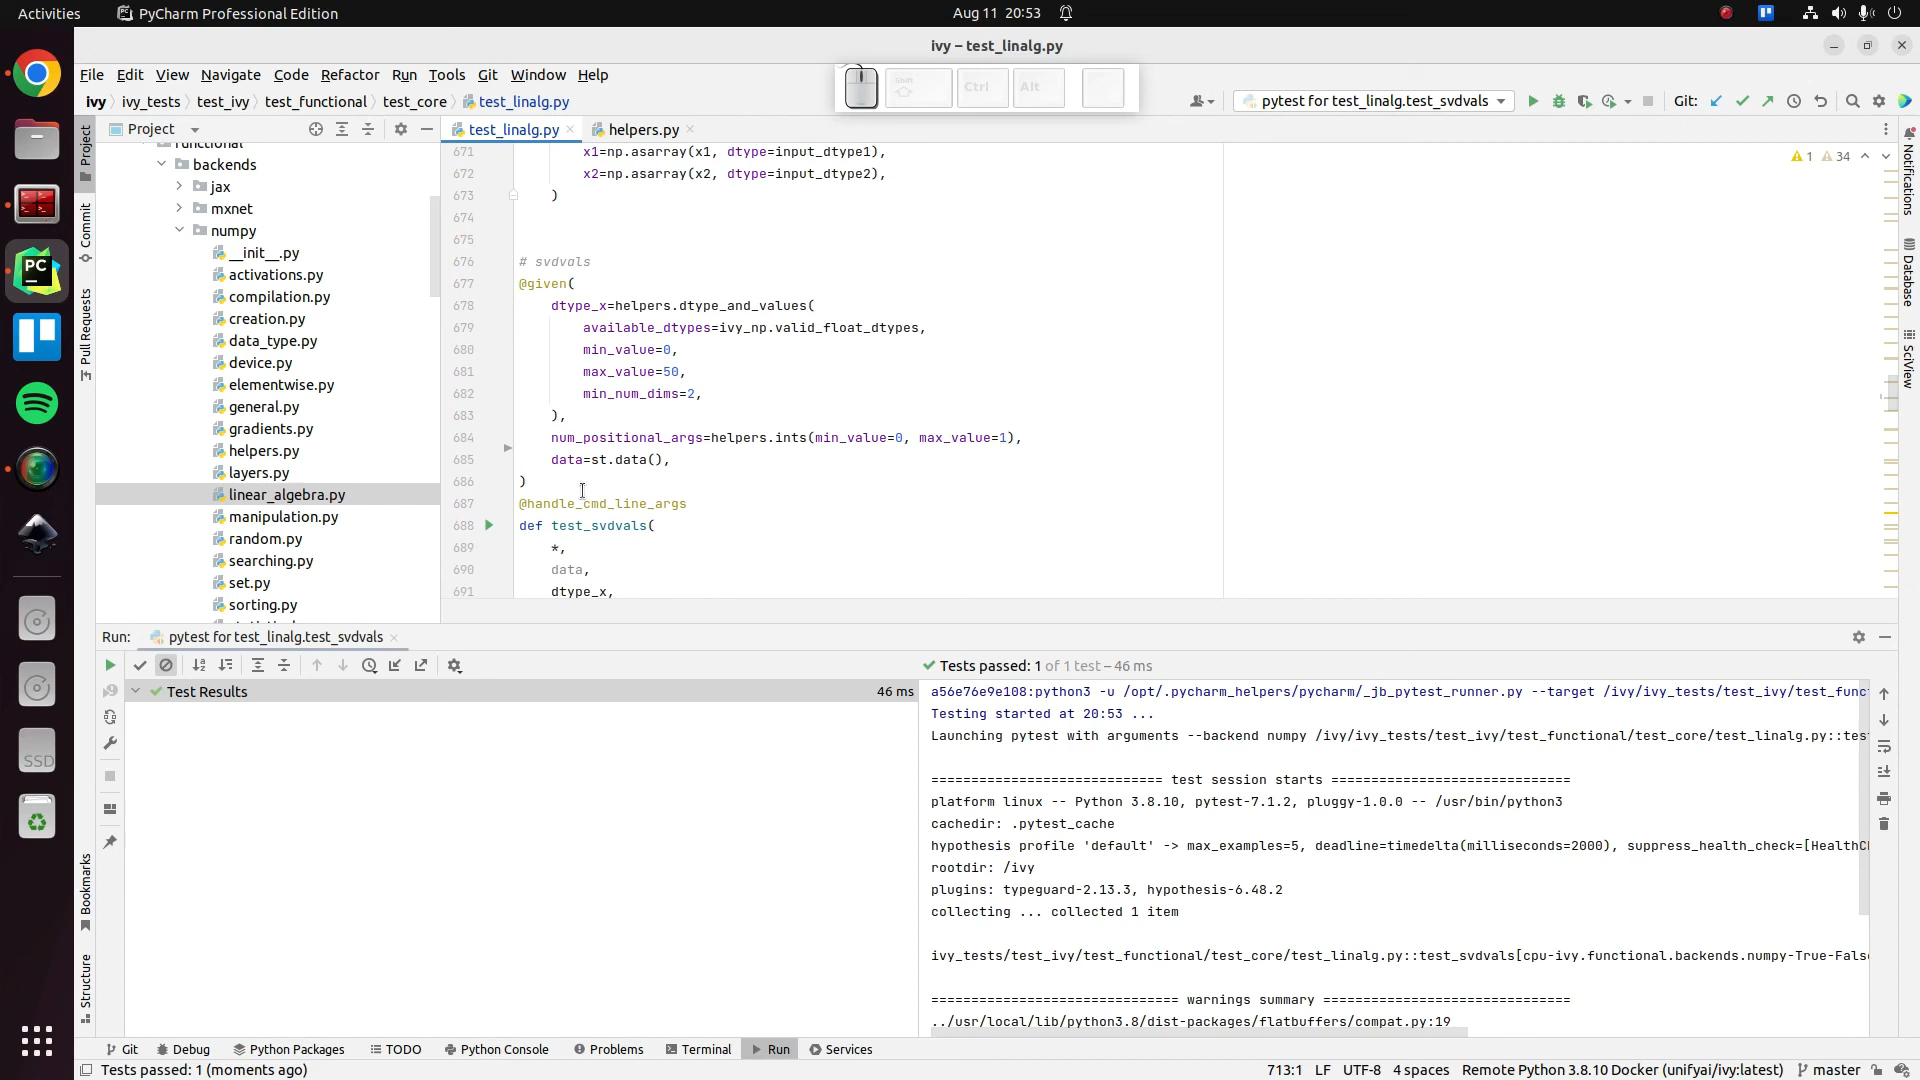 Activities PyCharm Professional Edition Aug 11 20:53
ivy – test_linalg.py
File Edit View Navigate Code Refactor Run Tools Git Window Help
Shift Ctrl Alt
ivy ivy_tests test_ivy test_functional test_core test_linalg.py pytest for test_linalg.test_svdvals Git:
Project test_linalg.py helpers.py
Project
Commit
Pull Requests
Bookmarks
Structure
backends
jax
mxnet
numpy
__init__.py
activations.py
compilation.py
creation.py
data_type.py
device.py
elementwise.py
general.py
gradients.py
helpers.py
layers.py
linear_algebra.py
manipulation.py
random.py
searching.py
set.py
sorting.py
1 34
671 x1=np.asarray(x1, dtype=input_dtype1),
672 x2=np.asarray(x2, dtype=input_dtype2),
673 )
674
675
676 # svdvals
677 @given(
678 dtype_x=helpers.dtype_and_values(
679 available_dtypes=ivy_np.valid_float_dtypes,
680 min_value=0,
681 max_value=50,
682 min_num_dims=2,
683 ),
684 num_positional_args=helpers.ints(min_value=0, max_value=1),
685 data=st.data(),
686 )
687 @handle_cmd_line_args
688 def test_svdvals(
689 *,
690 data,
691 dtype_x,
Notifications
Database
SciView
PC
SSD
Run: pytest for test_linalg.test_svdvals
Tests passed: 1 of 1 test – 46 ms
Test Results 46 ms
a56e76e9e108:python3 -u /opt/.pycharm_helpers/pycharm/_jb_pytest_runner.py --target /ivy/ivy_tests/test_ivy/test_func
Testing started at 20:53 ...
Launching pytest with arguments --backend numpy /ivy/ivy_tests/test_ivy/test_functional/test_core/test_linalg.py::tes
============================ test session starts ==============================
platform linux -- Python 3.8.10, pytest-7.1.2, pluggy-1.0.0 -- /usr/bin/python3
cachedir: .pytest_cache
hypothesis profile 'default' -> max_examples=5, deadline=timedelta(milliseconds=2000), suppress_health_check=[HealthC
rootdir: /ivy
plugins: typeguard-2.13.3, hypothesis-6.48.2
collecting ... collected 1 item
ivy_tests/test_ivy/test_functional/test_core/test_linalg.py::test_svdvals[cpu-ivy.functional.backends.numpy-True-False
=============================== warnings summary ===============================
../usr/local/lib/python3.8/dist-packages/flatbuffers/compat.py:19
Git Debug Python Packages TODO Python Console Problems Terminal Run Services
Tests passed: 1 (moments ago) 713:1 LF UTF-8 4 spaces Remote Python 3.8.10 Docker (unifyai/ivy:latest) master